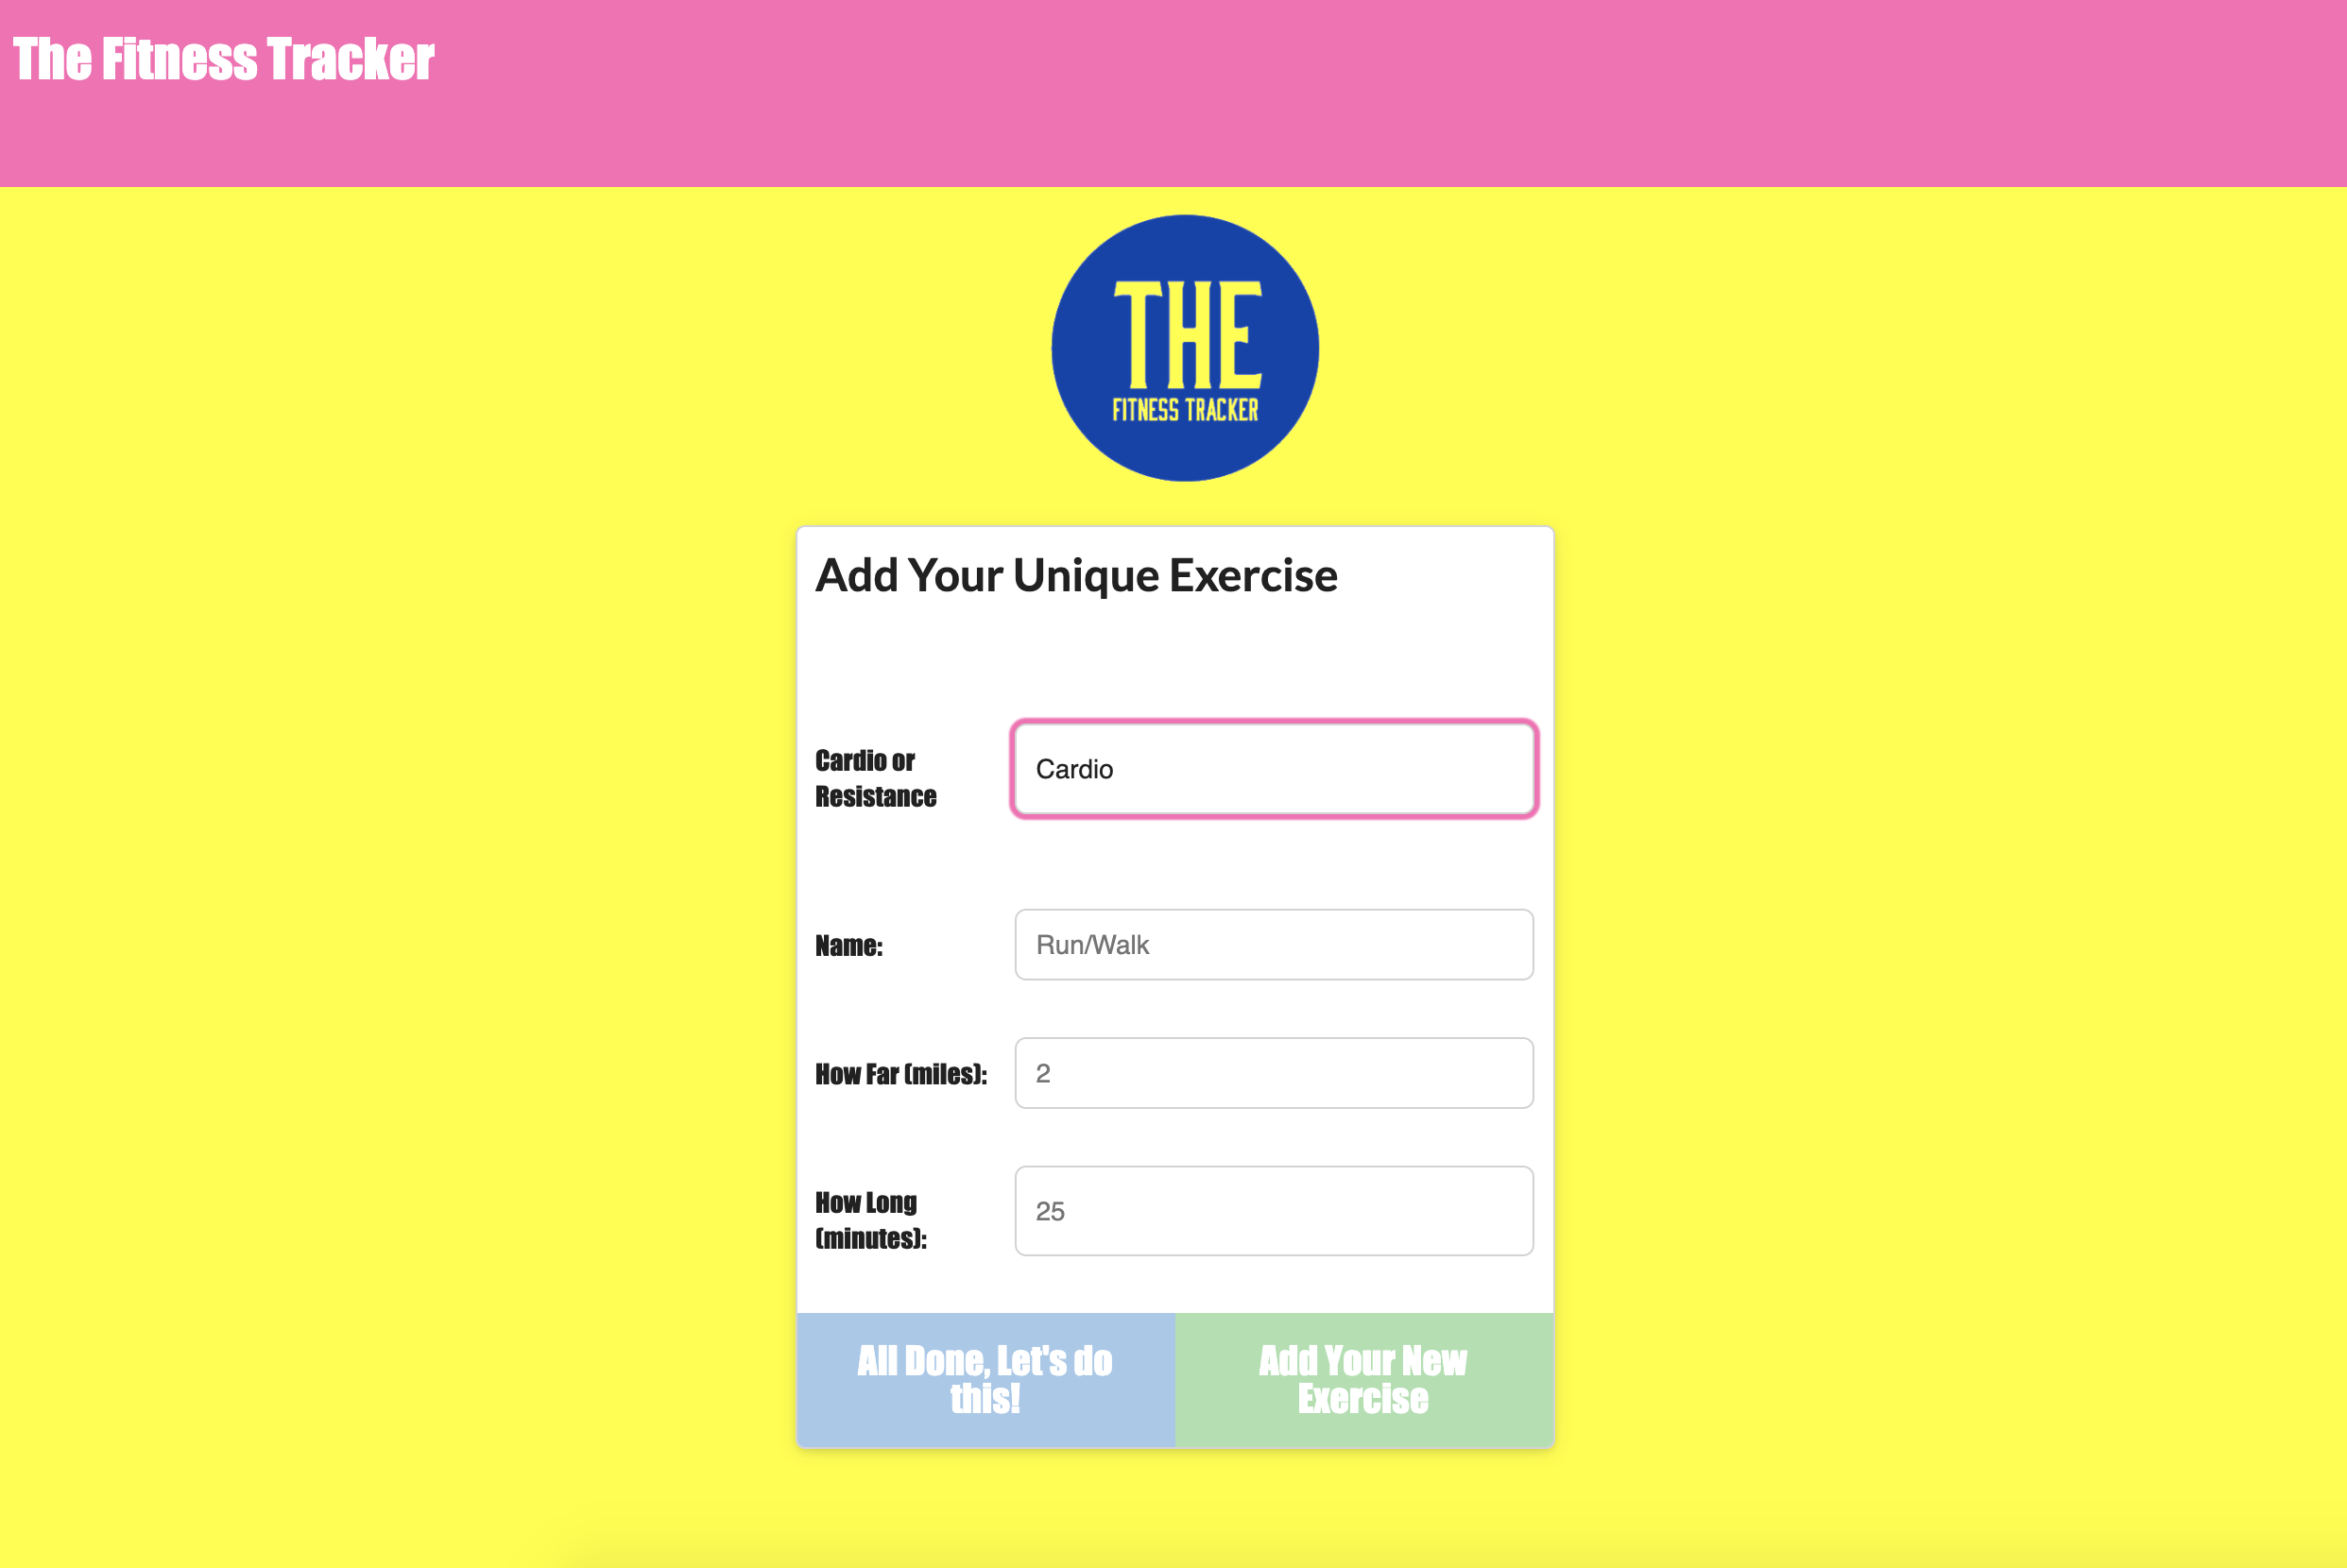 The Fitness Tracker
THE
FITNESS TRACKER
Add Your Unique Exercise
Cardio or
Resistance
Cardio
Name:
Run/Walk
How Far (miles):
2
How Long
(minutes):
25
All Done, Let's do
this!
Add Your New
Exercise